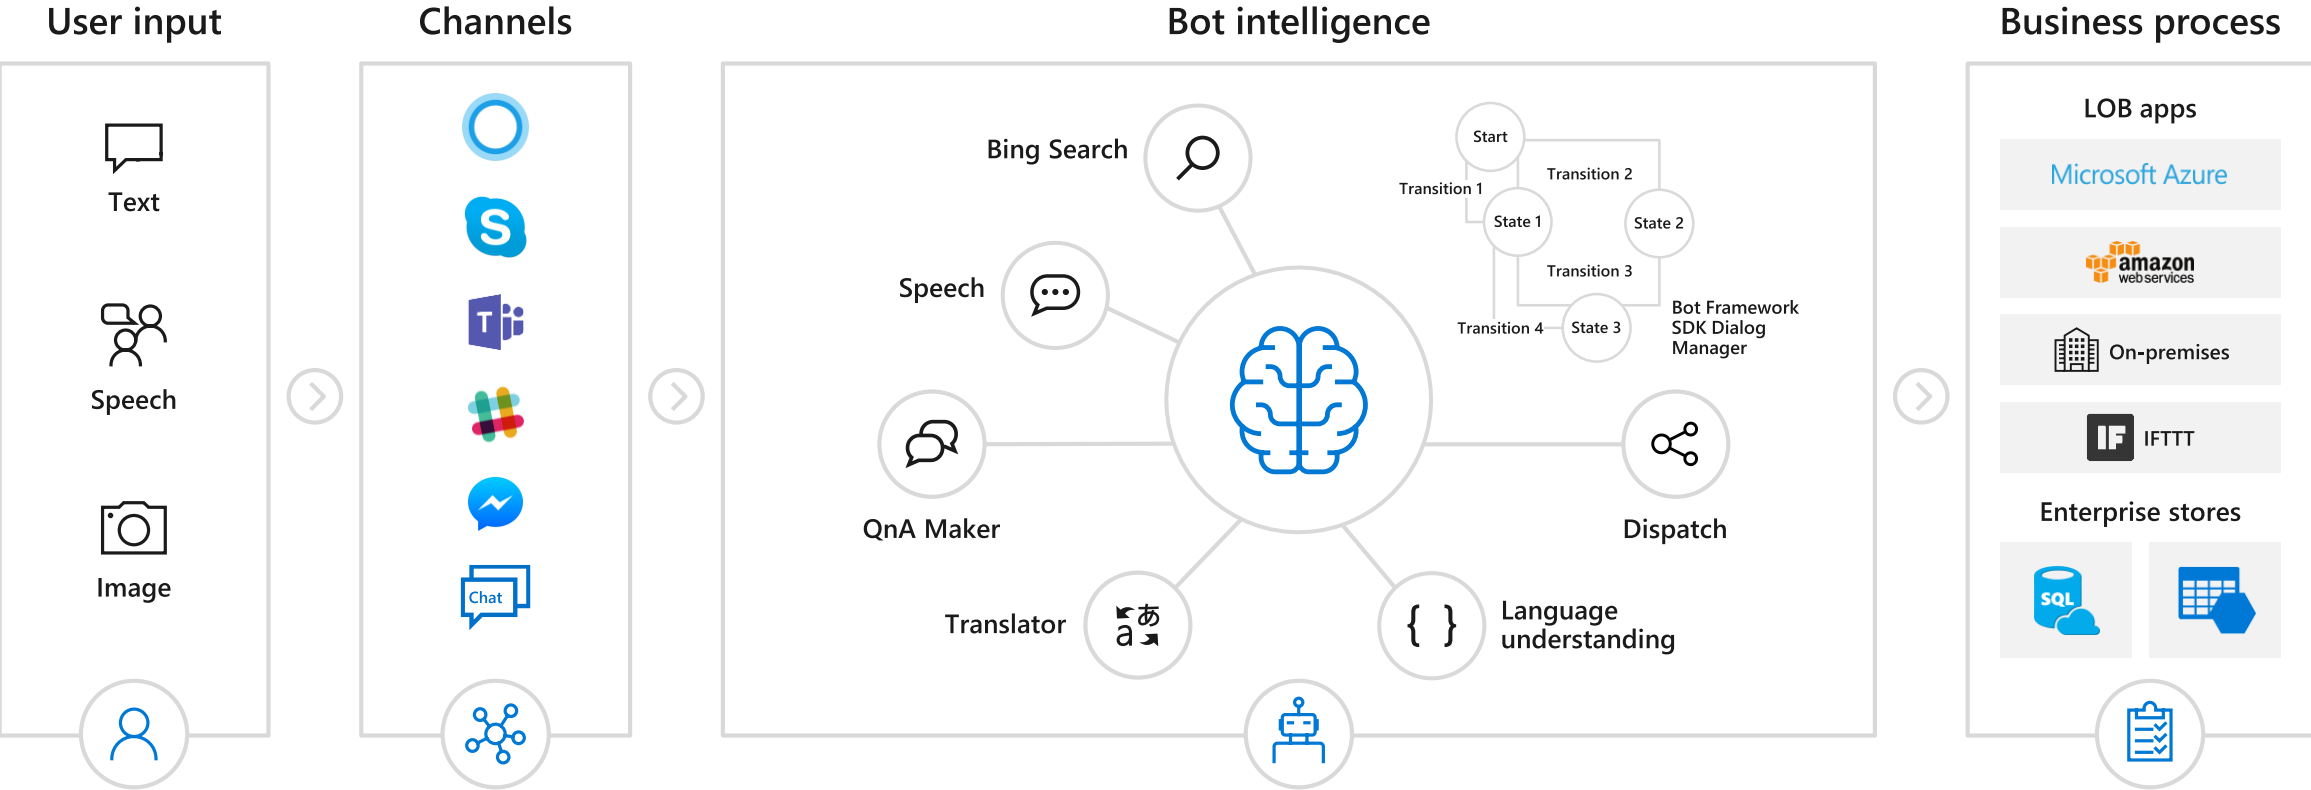 User input
Channels
Bot intelligence
Business process
Text
Speech
Image
S
T
Chat
Bing Search
Speech
QnA Maker
Translator
あ
a
{ }
Language
understanding
Dispatch
Start
Transition 1
Transition 2
State 1
State 2
Transition 3
Transition 4
State 3
Bot Framework
SDK Dialog
Manager
LOB apps
Microsoft Azure
amazon
webservices
On-premises
IF
IFTTT
Enterprise stores
SQL